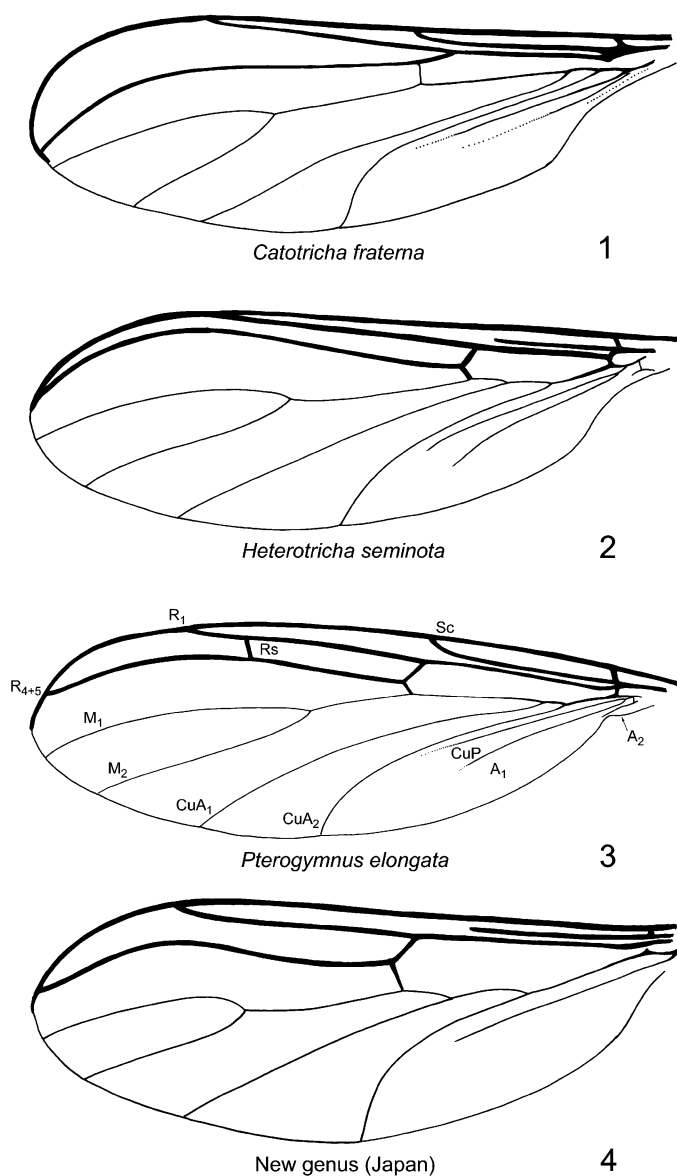 Catotricha fraterna
1
Heterotricha seminota
2
R1
Sc
Rs
R4+5
M1
M2
CuP
A1
A2
CuA1
CuA2
Pterogymnus elongata
3
New genus (Japan)
4